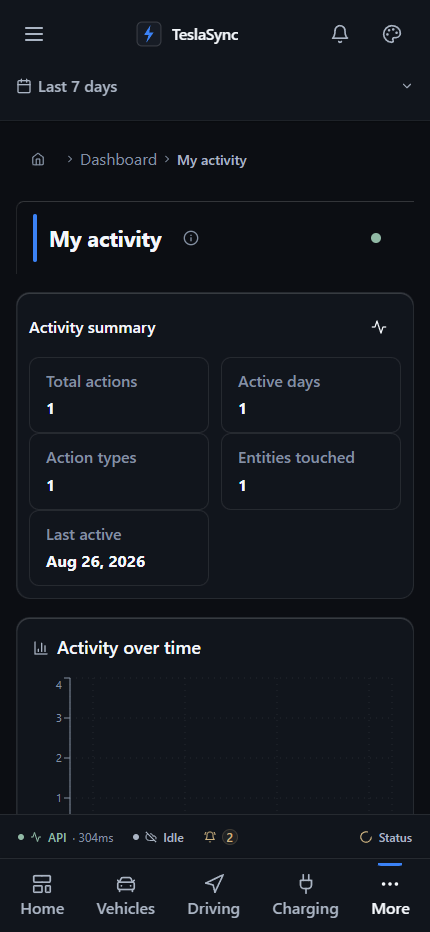 TeslaSync
Last 7 days
Dashboard My activity
My activity
Activity summary
Total actions Active days
1 1
Action types Entities touched
1 1
Last active
Aug 26, 2026
Activity over time
4
3
2
1
API · 304ms Idle 2 Status
Home Vehicles Driving Charging More